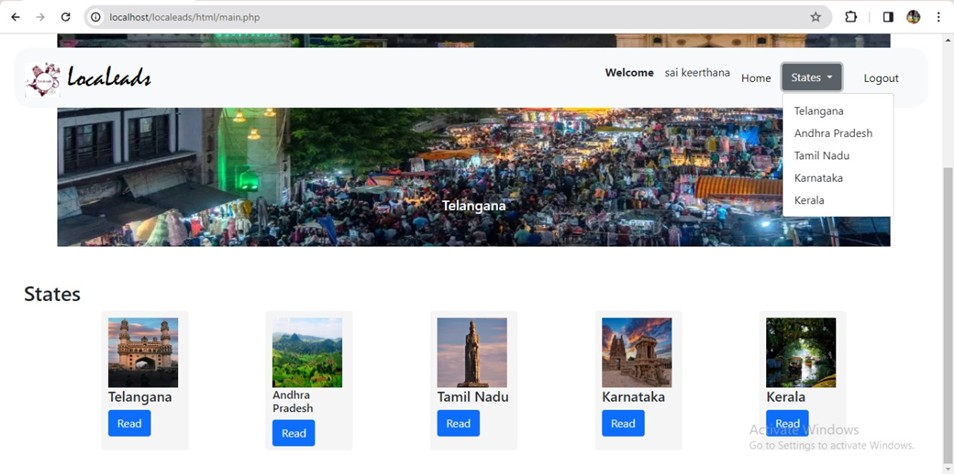 localhost/localeads/html/main.php
LocaLeads
Welcome sai keerthana Home States Logout
Telangana
Andhra Pradesh
Tamil Nadu
Karnataka
Kerala
Telangana
States
Telangana
Read
Andhra
Pradesh
Read
Tamil Nadu
Read
Karnataka
Read
Kerala
Read
Activate Windows
Go to Settings to activate Windows.